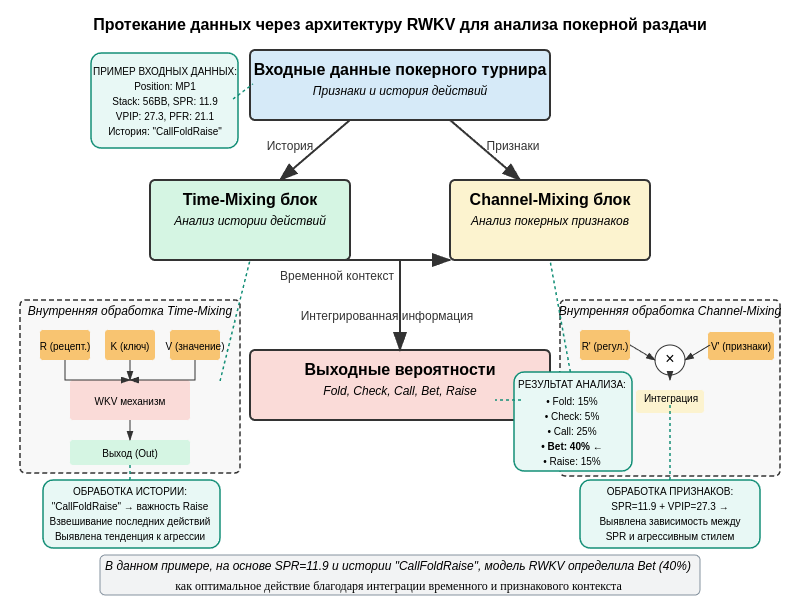 Протекание данных через архитектуру RWKV для анализа покерной раздачи
ПРИМЕР ВХОДНЫХ ДАННЫХ:
Position: MP1
Stack: 56BB, SPR: 11.9
VPIP: 27.3, PFR: 21.1
История: "CallFoldRaise"
Входные данные покерного турнира
Признаки и история действий
История
Признаки
Time-Mixing блок
Анализ истории действий
Channel-Mixing блок
Анализ покерных признаков
Временной контекст
Интегрированная информация
Внутренняя обработка Time-Mixing
R (рецепт.)
K (ключ)
V (значение)
WKV механизм
Выход (Out)
Выходные вероятности
Fold, Check, Call, Bet, Raise
Внутренняя обработка Channel-Mixing
R' (регул.)
×
V' (признаки)
Интеграция
РЕЗУЛЬТАТ АНАЛИЗА:
• Fold: 15%
• Check: 5%
• Call: 25%
• Bet: 40% ←
• Raise: 15%
ОБРАБОТКА ИСТОРИИ:
"CallFoldRaise" → важность Raise
Взвешивание последних действий
Выявлена тенденция к агрессии
ОБРАБОТКА ПРИЗНАКОВ:
SPR=11.9 + VPIP=27.3 →
Выявлена зависимость между
SPR и агрессивным стилем
В данном примере, на основе SPR=11.9 и истории "CallFoldRaise", модель RWKV определила Bet (40%)
как оптимальное действие благодаря интеграции временного и признакового контекста